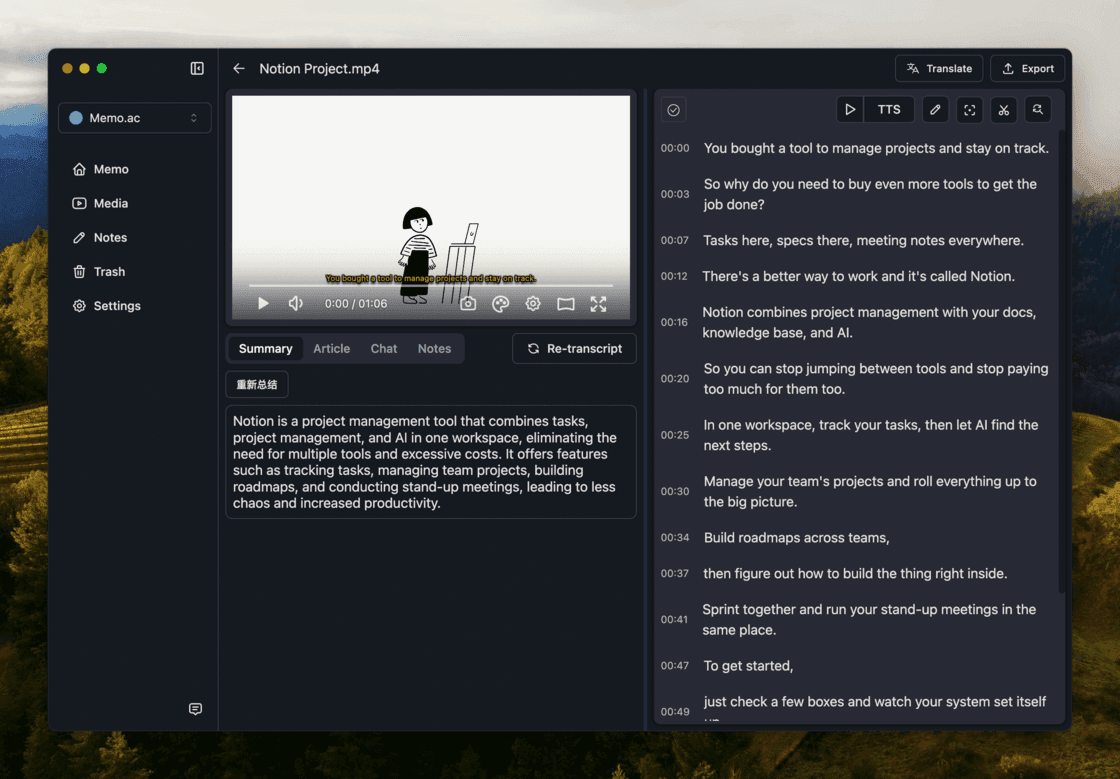 Notion Project.mp4
Translate
Export
Memo.ac
Memo
Media
Notes
Trash
Settings
You bought a tool to manage projects and stay on track.
0:00 / 01:06
Summary
Article
Chat
Notes
Re-transcript
重新总结
Notion is a project management tool that combines tasks,
project management, and AI in one workspace, eliminating the
need for multiple tools and excessive costs. It offers features
such as tracking tasks, managing team projects, building
roadmaps, and conducting stand-up meetings, leading to less
chaos and increased productivity.
TTS
00:00 You bought a tool to manage projects and stay on track.
00:03 So why do you need to buy even more tools to get the
job done?
00:07 Tasks here, specs there, meeting notes everywhere.
00:12 There's a better way to work and it's called Notion.
00:16 Notion combines project management with your docs,
knowledge base, and AI.
00:20 So you can stop jumping between tools and stop paying
too much for them too.
00:25 In one workspace, track your tasks, then let AI find the
next steps.
00:30 Manage your team's projects and roll everything up to
the big picture.
00:34 Build roadmaps across teams,
00:37 then figure out how to build the thing right inside.
00:41 Sprint together and run your stand-up meetings in the
same place.
00:47 To get started,
00:49 just check a few boxes and watch your system set itself